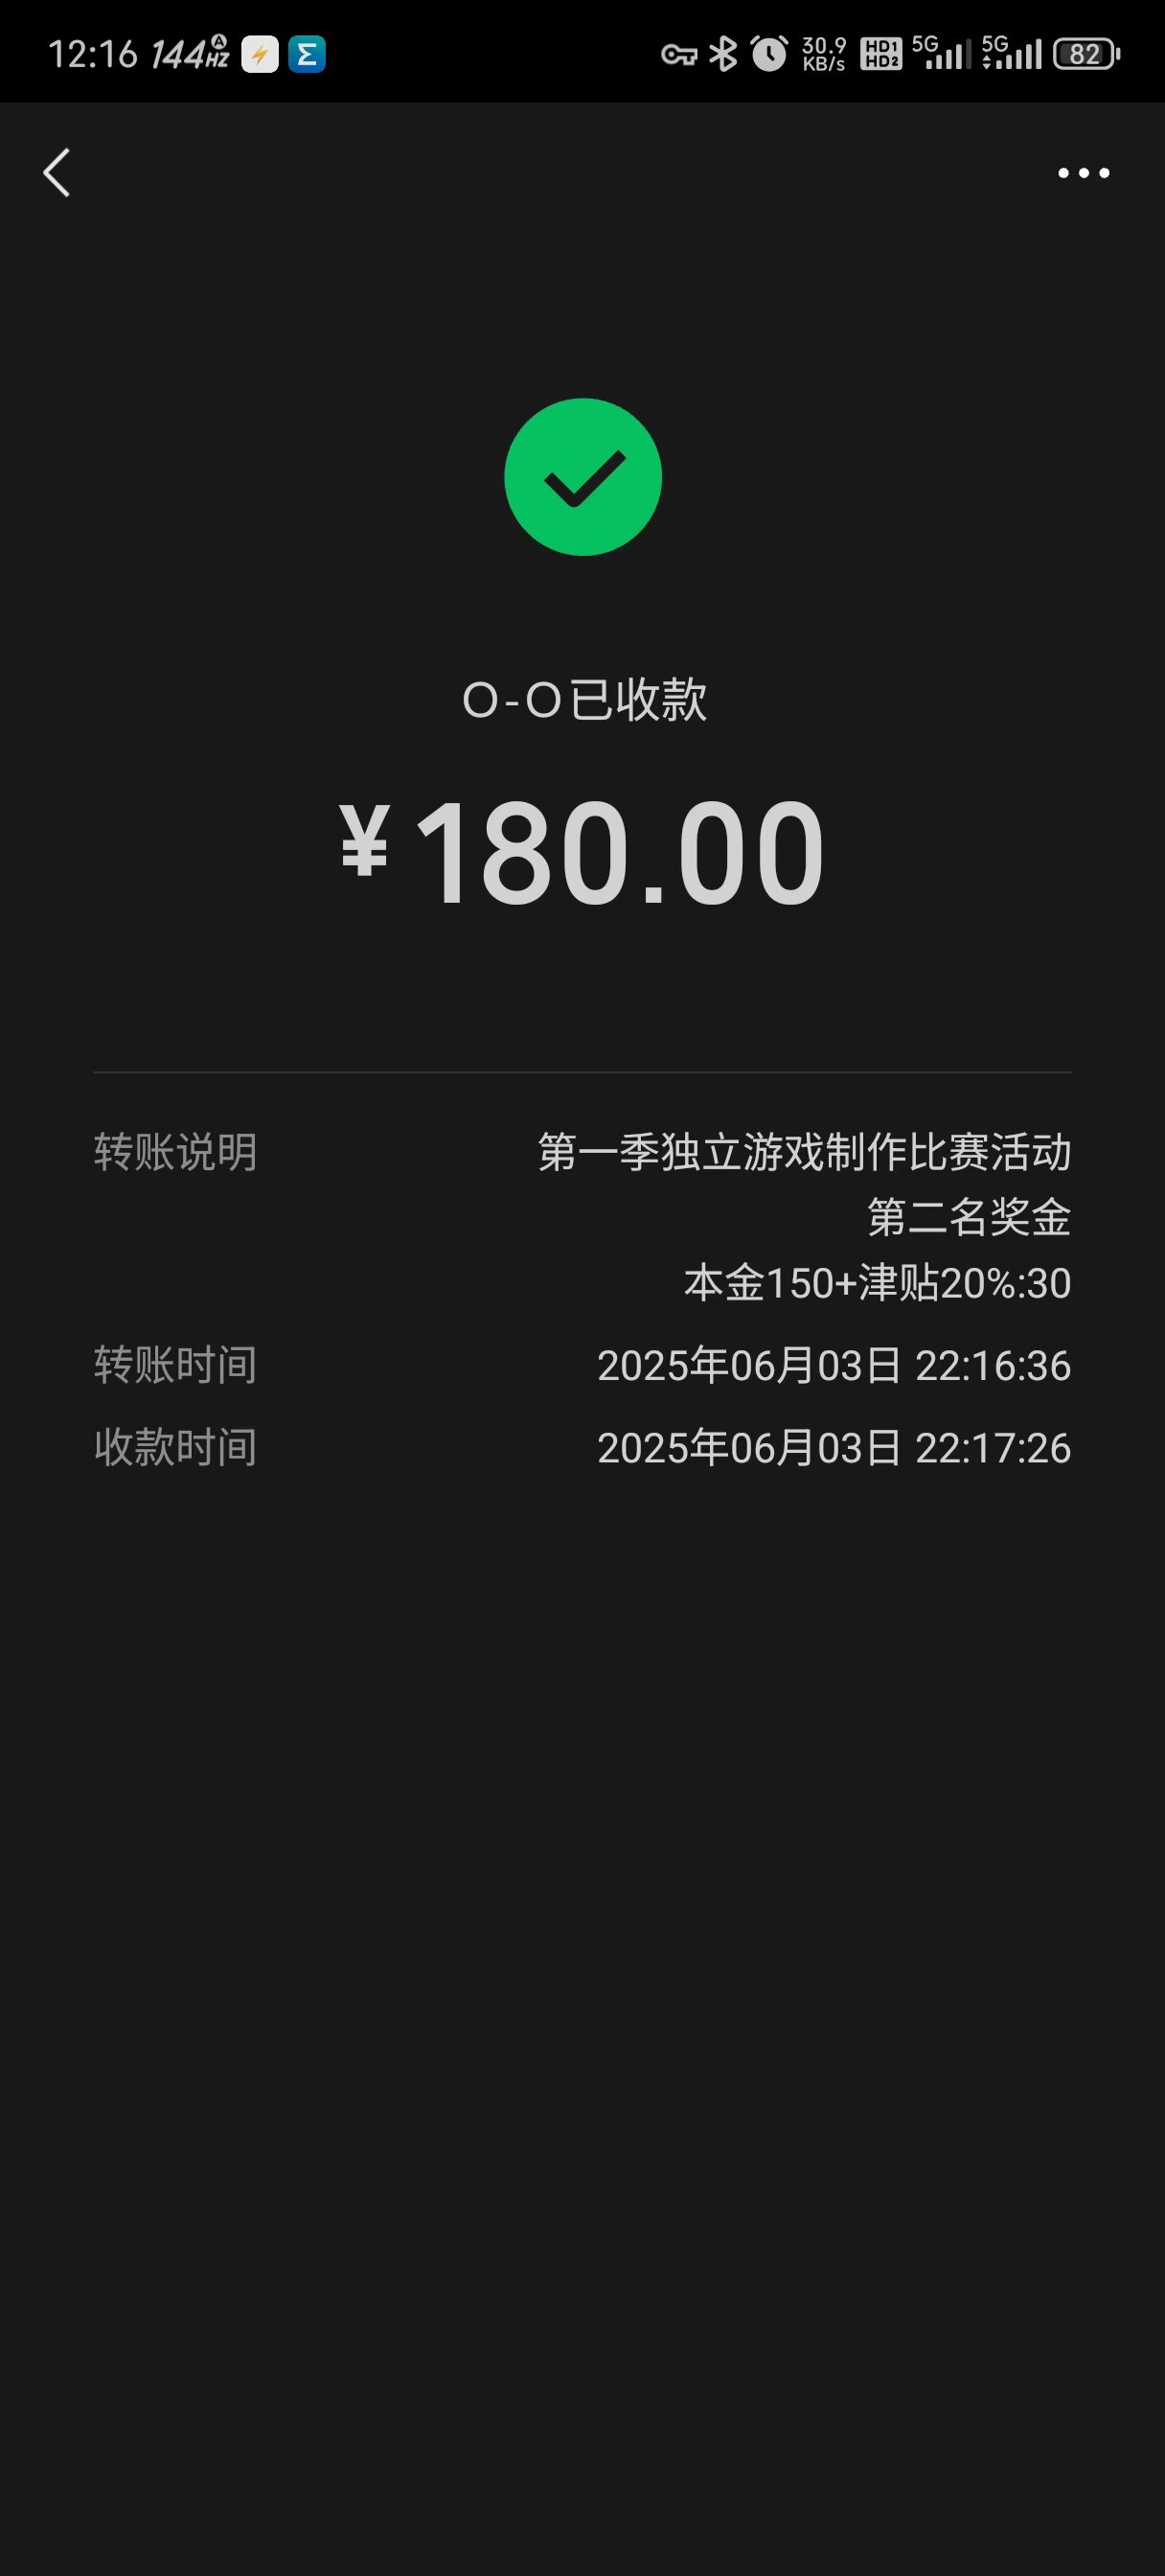 12:16 144HZ
30.9 KB/s HD1 HD2 5G 5G 82
O-O已收款
¥180.00
转账说明 第一季独立游戏制作比赛活动
第二名奖金
本金150+津贴20%:30
转账时间 2025年06月03日 22:16:36
收款时间 2025年06月03日 22:17:26